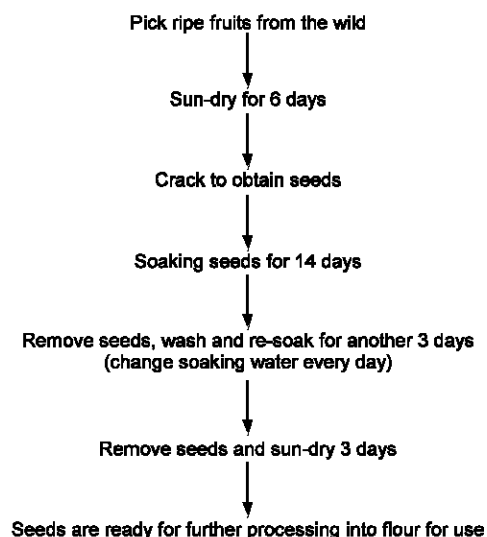 Pick ripe fruits from the wild
Sun-dry for 6 days
Crack to obtain seeds
Soaking seeds for 14 days
Remove seeds, wash and re-soak for another 3 days
(change soaking water every day)
Remove seeds and sun-dry 3 days
Seeds are ready for further processing into flour for use